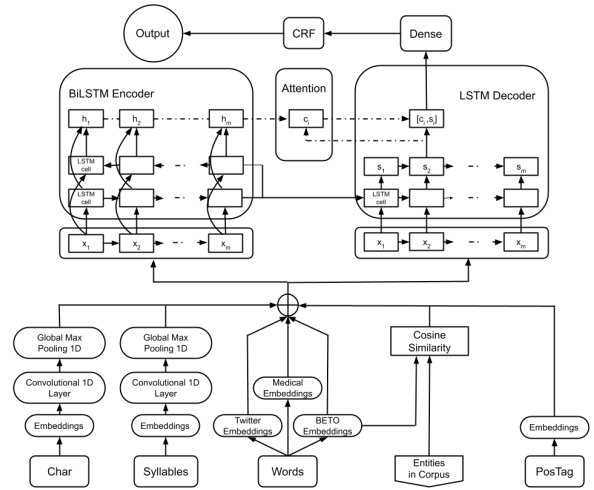 Output
CRF
Dense
BiLSTM Encoder
Attention
LSTM Decoder
h1
h2
hm
ci
[ci ,si]
LSTM
cell
s1
s2
sm
LSTM
cell
LSTM
cell
x1
x2
xm
x1
x2
xm
Global Max
Pooling 1D
Global Max
Pooling 1D
Cosine
Similarity
Convolutional 1D
Layer
Convolutional 1D
Layer
Medical
Embeddings
Embeddings
Embeddings
Twitter
Embeddings
BETO
Embeddings
Embeddings
Char
Syllables
Words
Entities
in Corpus
PosTag